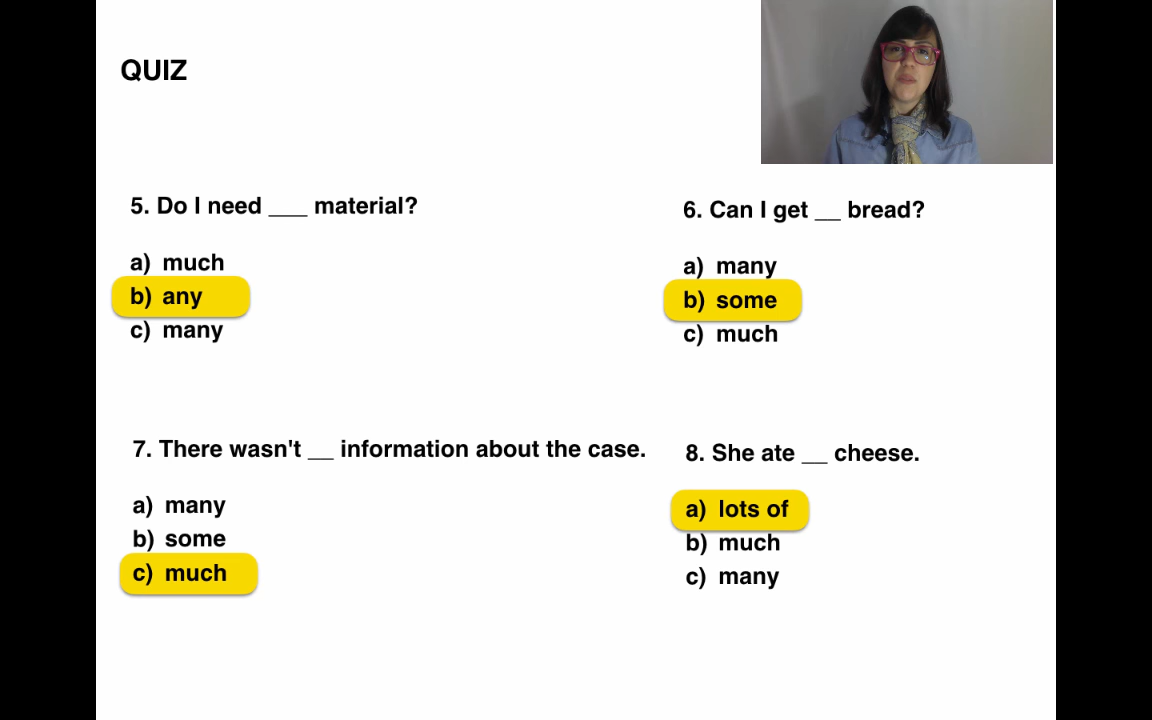 QUIZ
5. Do I need ___ material?
a) much
b) any
c) many
6. Can I get __ bread?
a) many
b) some
c) much
7. There wasn't __ information about the case.
a) many
b) some
c) much
8. She ate __ cheese.
a) lots of
b) much
c) many